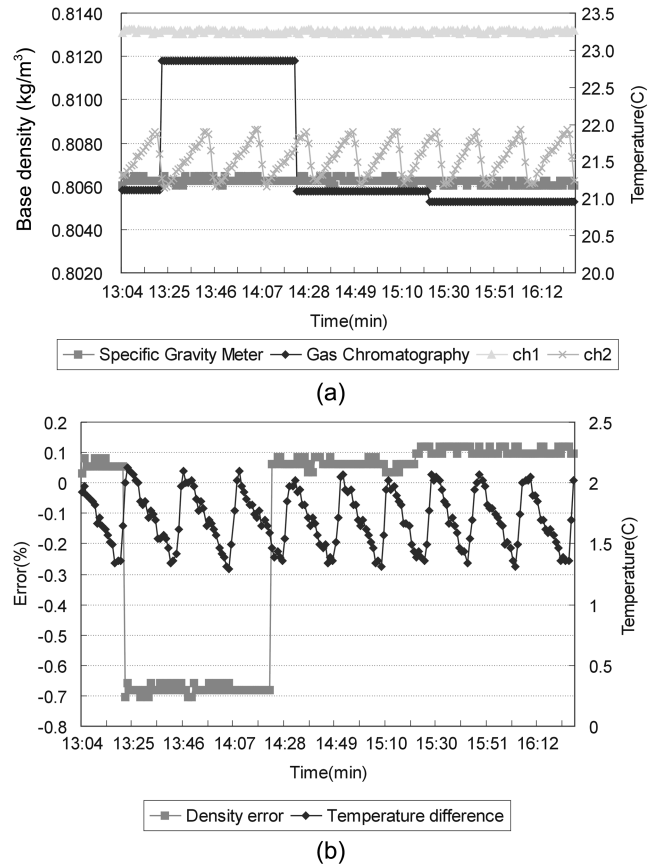 (a)
0.8140
0.8120
0.8100
0.8080
0.8060
0.8040
0.8020
Base density (kg/m³)
23.5
23.0
22.5
22.0
21.5
21.0
20.5
20.0
Temperature(C)
13:04 13:25 13:46 14:07 14:28 14:49 15:10 15:30 15:51 16:12
Time(min)
Specific Gravity Meter Gas Chromatography ch1 ch2
(a)
0.2
0.1
0
-0.1
-0.2
-0.3
-0.4
-0.5
-0.6
-0.7
-0.8
Error(%)
2.5
2
1.5
1
0.5
0
Temperature(C)
13:04 13:25 13:46 14:07 14:28 14:49 15:10 15:30 15:51 16:12
Time(min)
Density error Temperature difference
(b)